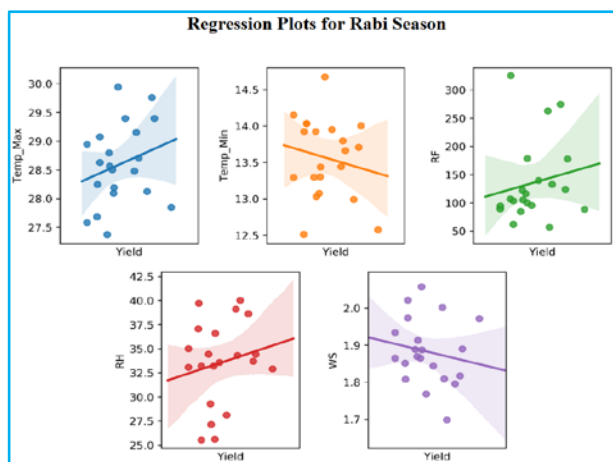 Regression Plots for Rabi Season
30.0
29.5
29.0
28.5
28.0
27.5
Temp_Max
Yield
14.5
14.0
13.5
13.0
12.5
Temp_Min
Yield
300
250
200
150
100
50
RF
Yield
42.5
40.0
37.5
35.0
32.5
30.0
27.5
25.0
RH
Yield
2.0
1.9
1.8
1.7
WS
Yield